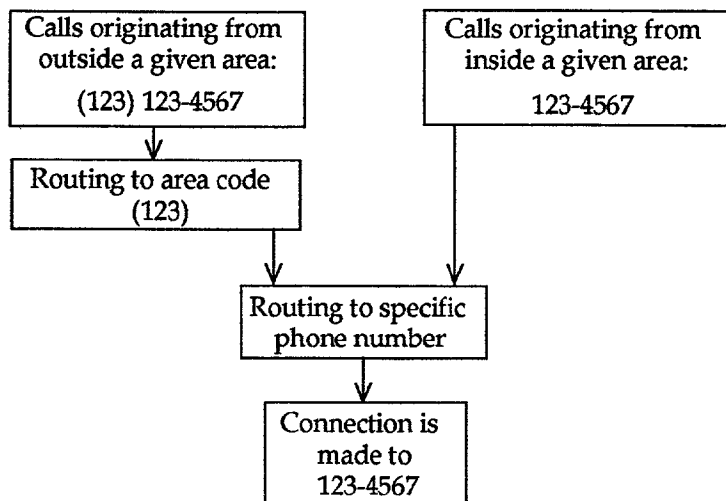 Calls originating from
outside a given area:
(123) 123-4567
Calls originating from
inside a given area:
123-4567
Routing to area code
(123)
Routing to specific
phone number
Connection is
made to
123-4567